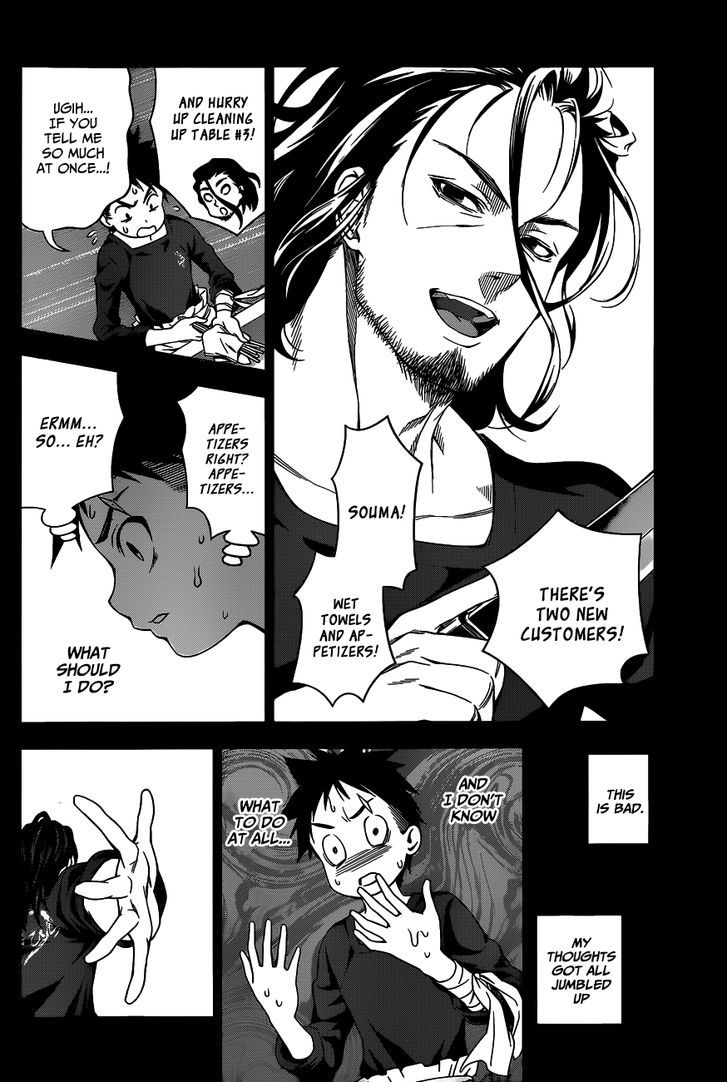 SOUMA!
WET
TOWELS
AND AP-
PETIZERS!
THERE'S
TWO NEW
CUSTOMERS!
AND HURRY
UP CLEANING
UP TABLE #3!
UGIH...
IF YOU
TELL ME
SO MUCH
AT ONCE...!
APPE-
TIZERS
RIGHT?
APPE-
TIZERS...
ERMM...
SO... EH?
WHAT
SHOULD
I DO?
THIS
IS BAD.
MY
THOUGHTS
GOT ALL
JUMBLED
UP
AND
I DON'T
KNOW
WHAT
TO DO
AT ALL...